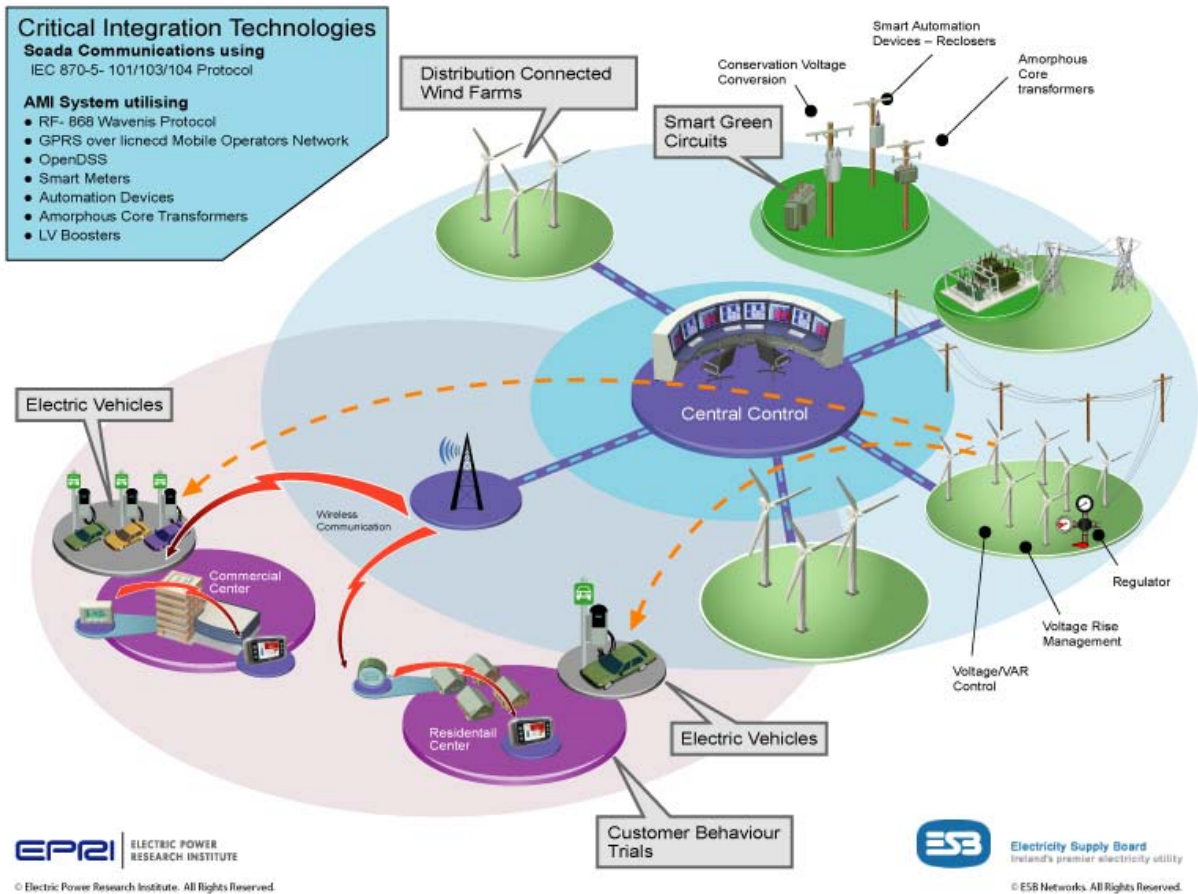 Critical Integration Technologies
Scada Communications using
IEC 870-5- 101/103/104 Protocol
AMI System utilising
• RF- 868 Wavenis Protocol
• GPRS over licnecd Mobile Operators Network
• OpenDSS
• Smart Meters
• Automation Devices
• Amorphous Core Transformers
• LV Boosters
Distribution Connected
Wind Farms
Smart Green
Circuits
Conservation Voltage
Conversion
Smart Automation
Devices – Reclosers
Amorphous
Core
transformers
Central Control
Electric Vehicles
Wireless
Communication
Commercial
Center
Residentail
Center
Electric Vehicles
Customer Behaviour
Trials
Regulator
Voltage Rise
Management
Voltage/VAR
Control
EPRI
ELECTRIC POWER
RESEARCH INSTITUTE
© Electric Power Research Institute. All Rights Reserved.
ESB
Electricity Supply Board
Ireland's premier electricity utility
© ESB Networks. All Rights Reserved.